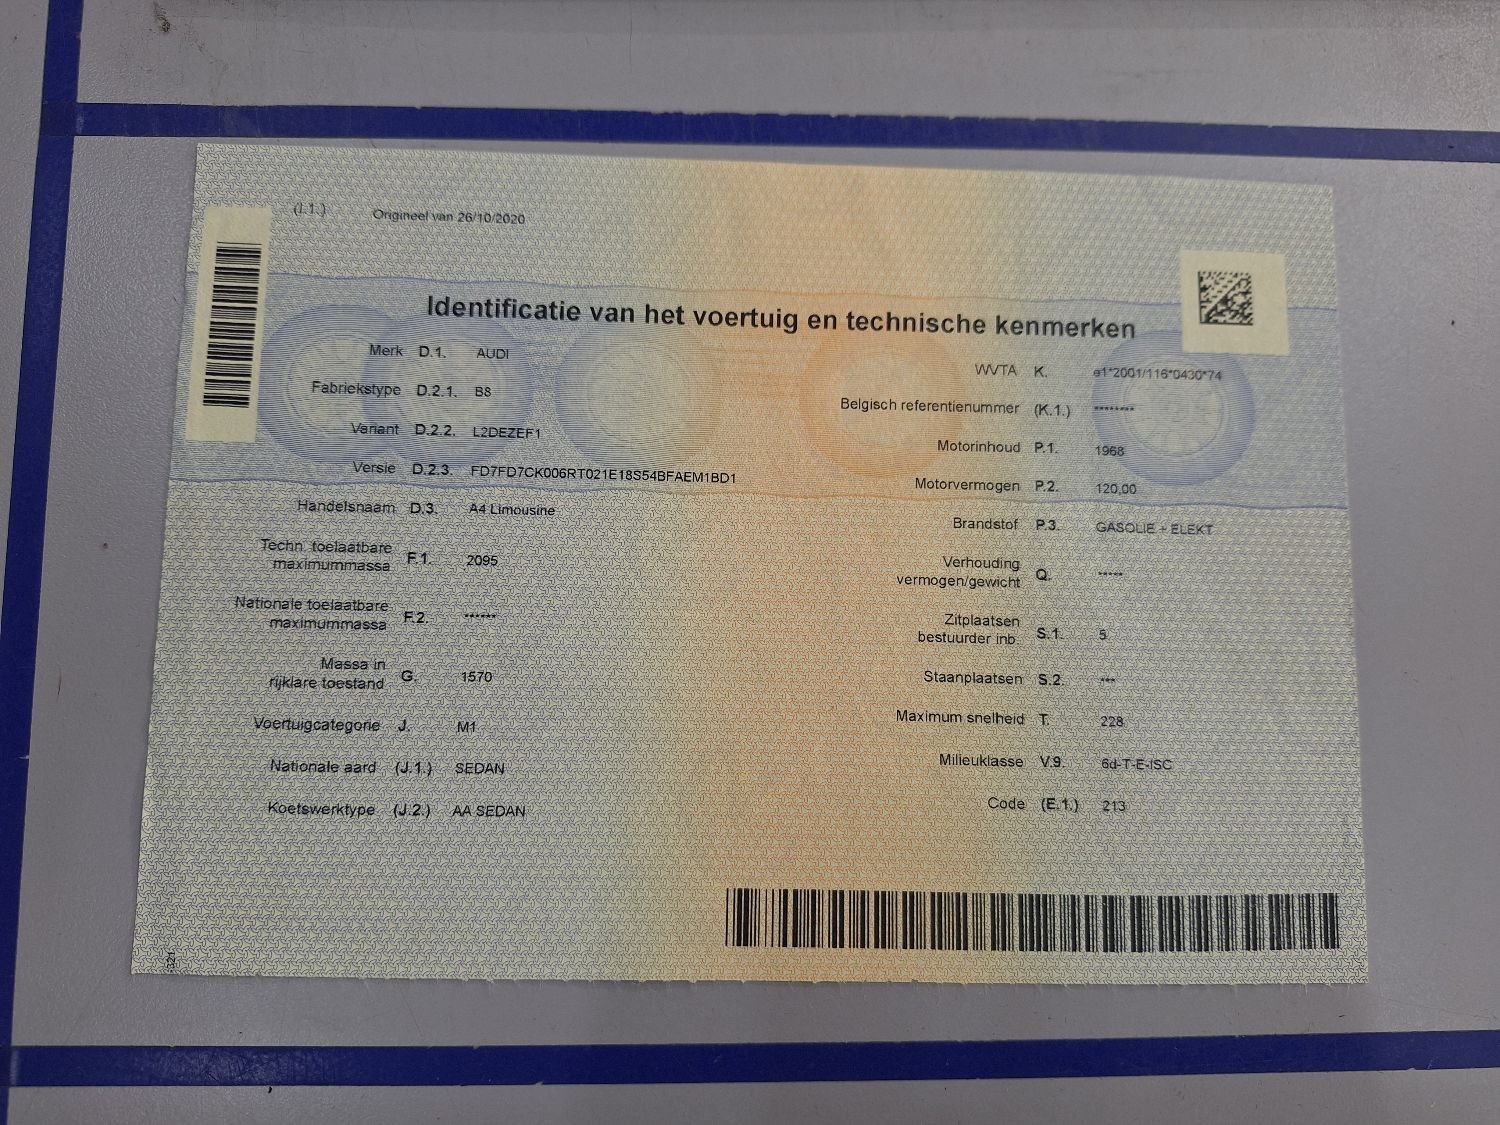 (I.1.) Origineel van 26/10/2020
Identificatie van het voertuig en technische kenmerken
Merk D.1. AUDI
Fabriekstype D.2.1. B8
Variant D.2.2. L2DEZEF1
Versie D.2.3. FD7FD7CK006RT021E18S54BFAEM1BD1
Handelsnaam D.3. A4 Limousine
Techn. toelaatbare
maximummassa F.1. 2095
Nationale toelaatbare
maximummassa F.2. ******
Massa in
rijklare toestand G. 1570
Voertuigcategorie J. M1
Nationale aard (J.1.) SEDAN
Koetswerktype (J.2.) AA SEDAN
WVTA K. e1*2001/116*0430*74
Belgisch referentienummer (K.1.) ********
Motorinhoud P.1. 1968
Motorvermogen P.2. 120,00
Brandstof P.3. GASOLIE + ELEKT
Verhouding
vermogen/gewicht Q. *****
Zitplaatsen
bestuurder inb. S.1. 5
Staanplaatsen S.2. ***
Maximum snelheid T. 228
Milieuklasse V.9. 6d-T-E-ISC
Code (E.1.) 213